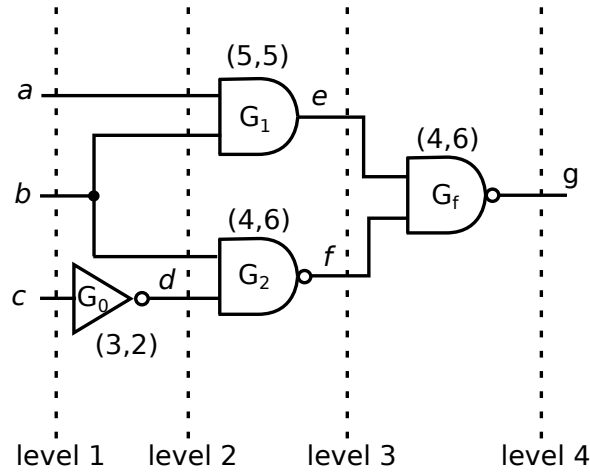 (5,5)
a
e
G1
(4,6)
g
b
Gf
(4,6)
f
G2
d
c
G0
(3,2)
level 1 level 2 level 3 level 4